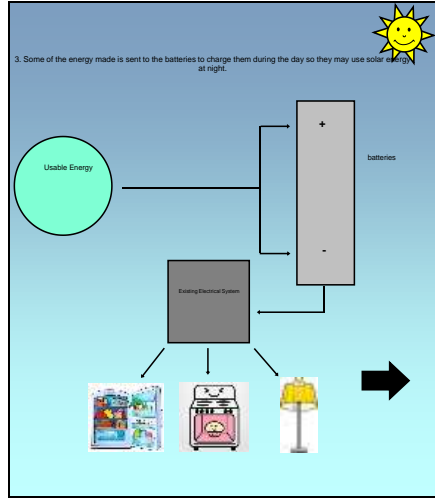 3. Some of the energy made is sent to the batteries to charge them during the day so they may use solar energy
at night.
+
Usable Energy
batteries
-
Existing Electrical System